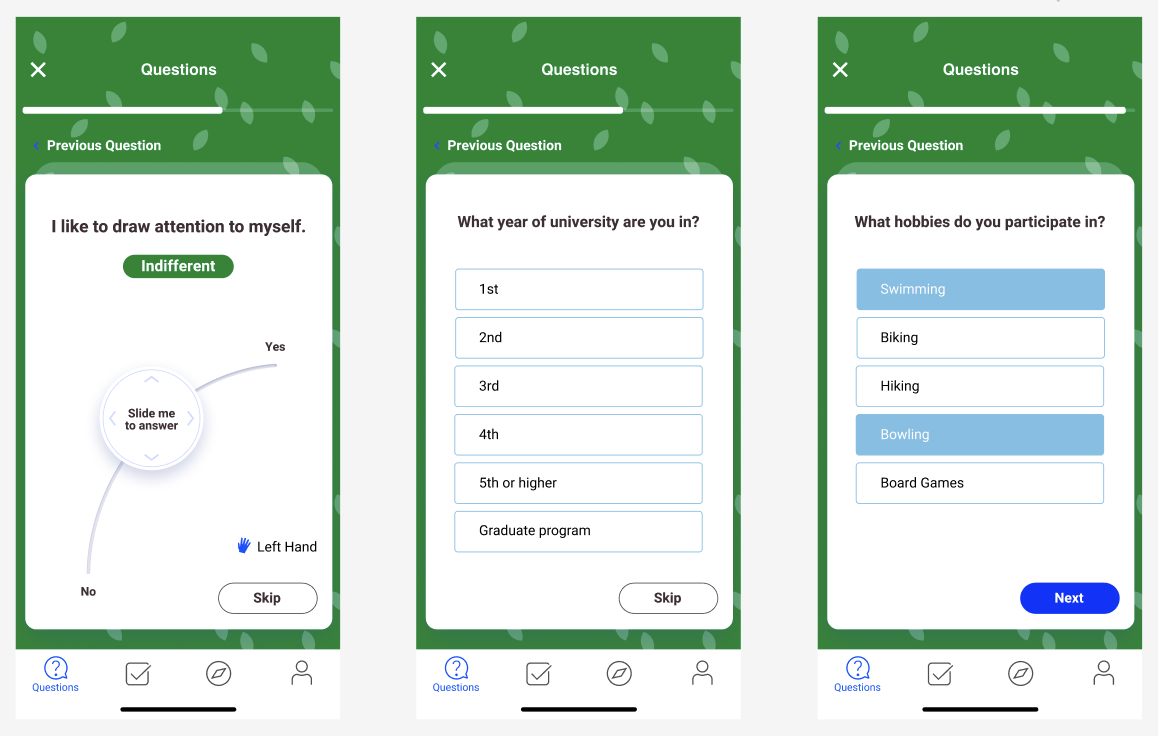 Questions
Previous Question
I like to draw attention to myself.
Indifferent
Yes
Slide me
to answer
Left Hand
No
Skip
Questions
Questions
Previous Question
What year of university are you in?
1st
2nd
3rd
4th
5th or higher
Graduate program
Skip
Questions
Questions
Previous Question
What hobbies do you participate in?
Swimming
Biking
Hiking
Bowling
Board Games
Next
Questions